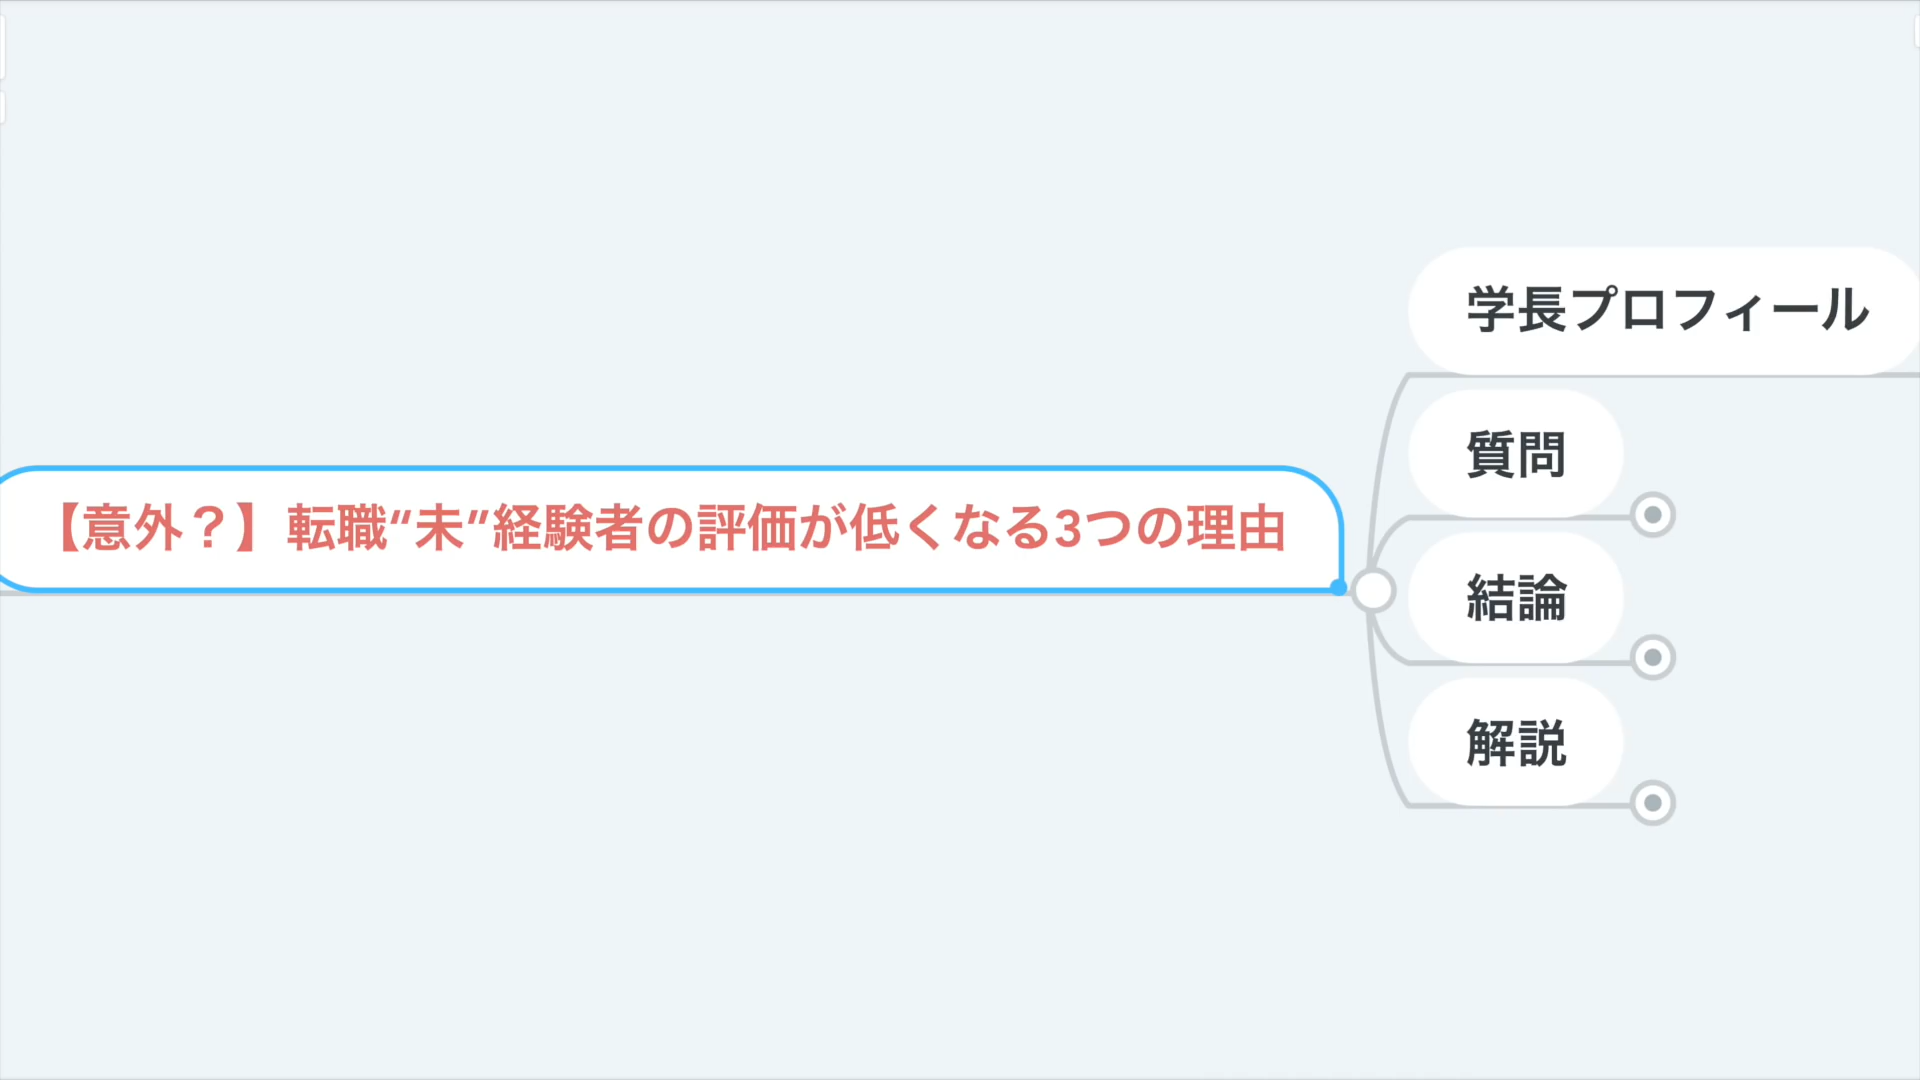 【意外？】転職“未”経験者の評価が低くなる3つの理由
学長プロフィール
質問
結論
解説